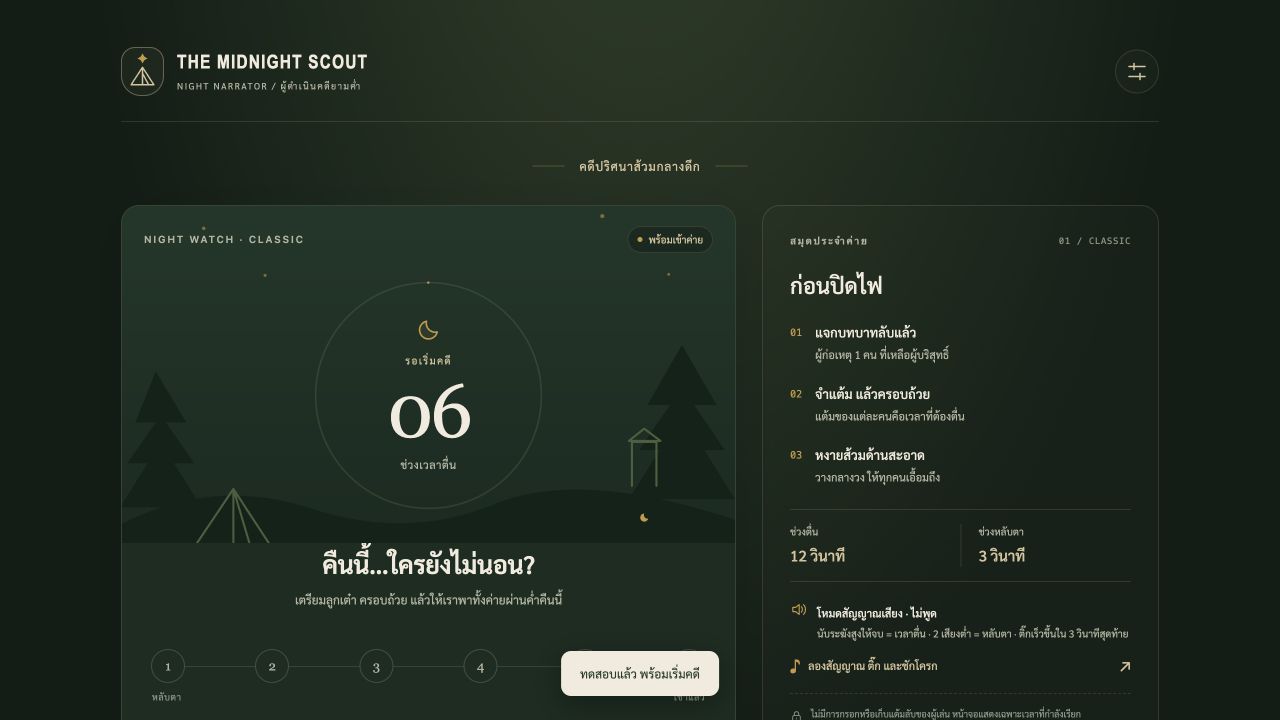 THE MIDNIGHT SCOUT
NIGHT NARRATOR / ผู้ดำเนินคดียามค่ำ
คดีปริศนาส้วมกลางดึก
NIGHT WATCH · CLASSIC
พร้อมเข้าค่าย
รอเริ่มคดี
06
ช่วงเวลาตื่น
คืนนี้...ใครยังไม่นอน?
เตรียมลูกเต๋า ครอบถ้วย แล้วให้เราพาทั้งค่ายผ่านค่ำคืนนี้
1
2
3
4
หลับตา
ทดสอบแล้ว พร้อมเริ่มคดี
สมุดประจำค่าย
01 / CLASSIC
ก่อนปิดไฟ
01 แจกบทบาทลับแล้ว
ผู้ก่อเหตุ 1 คน ที่เหลือผู้บริสุทธิ์
02 จำแต้ม แล้วครอบถ้วย
แต้มของแต่ละคนคือเวลาที่ต้องตื่น
03 หงายส้วมด้านสะอาด
วางกลางวง ให้ทุกคนเอื้อมถึง
ช่วงตื่น
12 วินาที
ช่วงหลับตา
3 วินาที
โหมดสัญญาณเสียง · ไม่พูด
นับระฆังสูงให้จบ = เวลาตื่น · 2 เสียงต่ำ = หลับตา · ติ๊กเร็วขึ้นใน 3 วินาทีสุดท้าย
ลองสัญญาณ ติ๊ก และชักโครก
ไม่มีการกรอกหรือเก็บแต้มลับของผู้เล่น หน้าจอแสดงเฉพาะเวลาที่กำลังเรียก